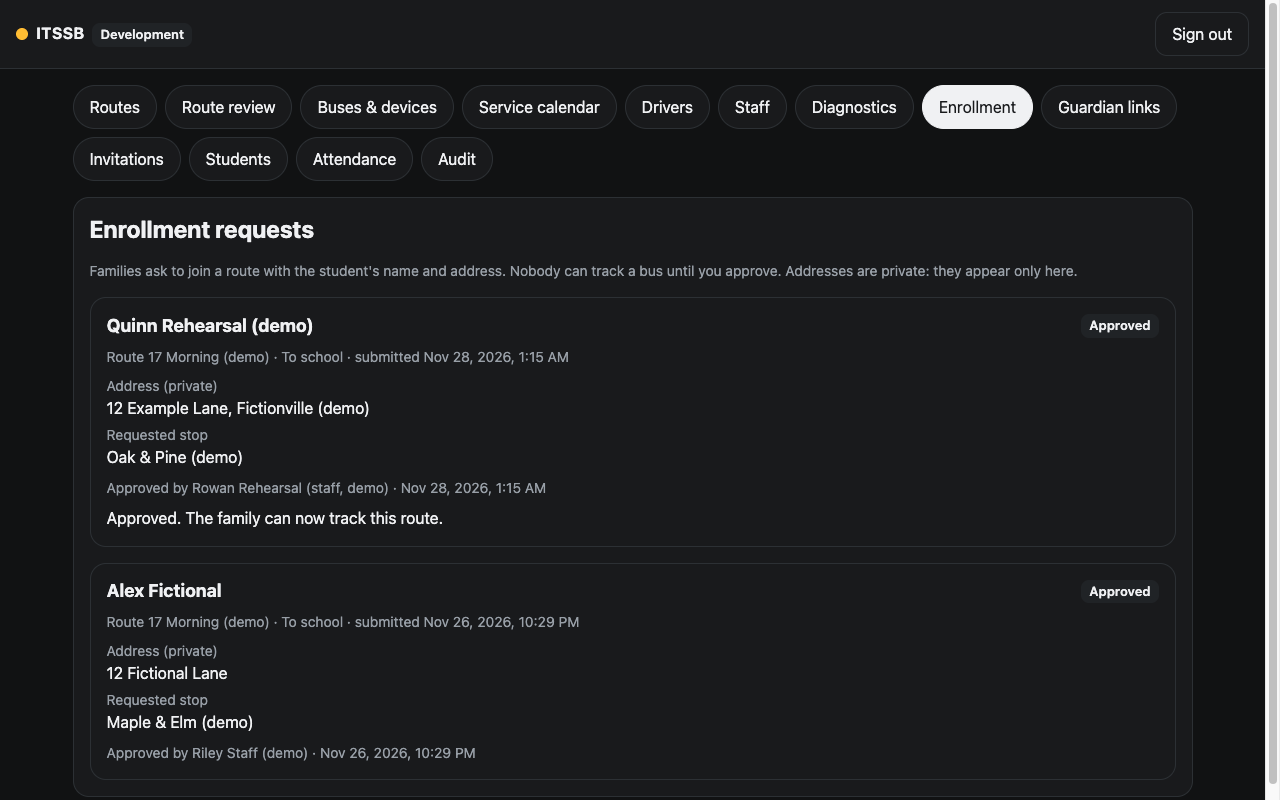 ITSSB Development Sign out
Routes Route review Buses & devices Service calendar Drivers Staff Diagnostics Enrollment Guardian links
Invitations Students Attendance Audit
Enrollment requests
Families ask to join a route with the student's name and address. Nobody can track a bus until you approve. Addresses are private: they appear only here.
Quinn Rehearsal (demo) Approved
Route 17 Morning (demo) · To school · submitted Nov 28, 2026, 1:15 AM
Address (private)
12 Example Lane, Fictionville (demo)
Requested stop
Oak & Pine (demo)
Approved by Rowan Rehearsal (staff, demo) · Nov 28, 2026, 1:15 AM
Approved. The family can now track this route.
Alex Fictional Approved
Route 17 Morning (demo) · To school · submitted Nov 26, 2026, 10:29 PM
Address (private)
12 Fictional Lane
Requested stop
Maple & Elm (demo)
Approved by Riley Staff (demo) · Nov 26, 2026, 10:29 PM